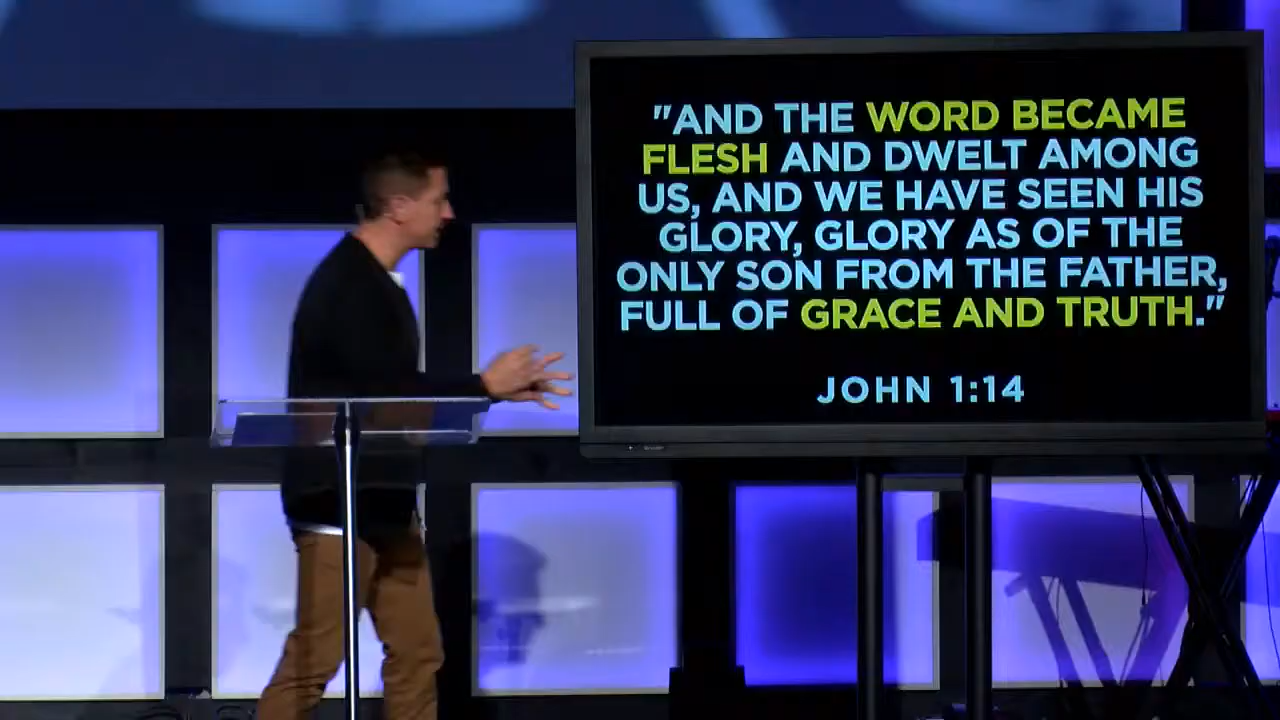 "AND THE WORD BECAME
FLESH AND DWELT AMONG
US, AND WE HAVE SEEN HIS
GLORY, GLORY AS OF THE
ONLY SON FROM THE FATHER,
FULL OF GRACE AND TRUTH."
JOHN 1:14